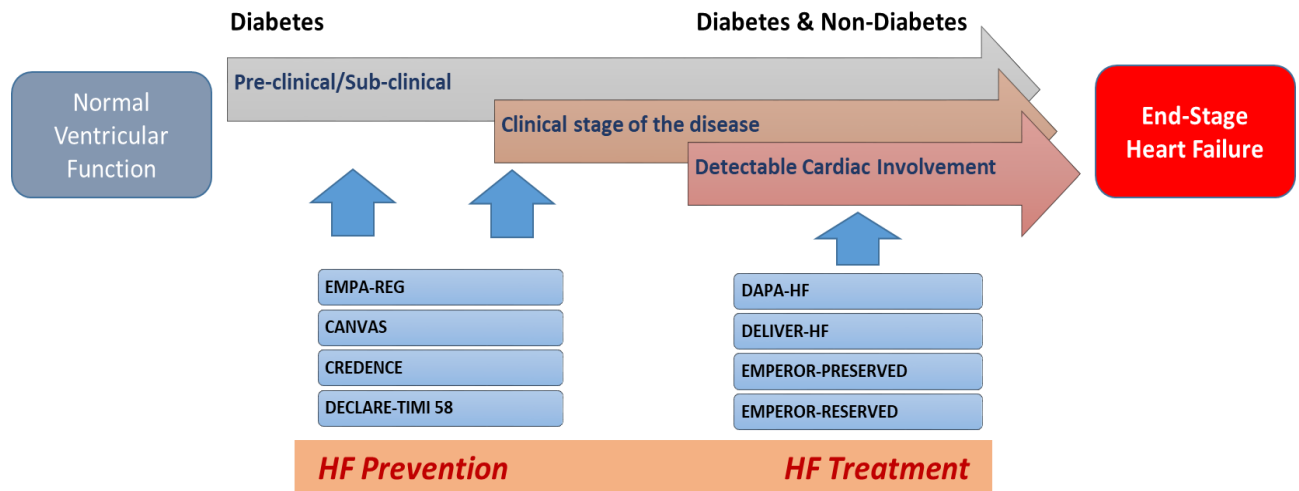 Diabetes
Diabetes & Non-Diabetes
Normal
Ventricular
Function
Pre-clinical/Sub-clinical
Clinical stage of the disease
Detectable Cardiac Involvement
End-Stage
Heart Failure
EMPA-REG
CANVAS
CREDENCE
DECLARE-TIMI 58
DAPA-HF
DELIVER-HF
EMPEROR-PRESERVED
EMPEROR-RESERVED
HF Prevention
HF Treatment